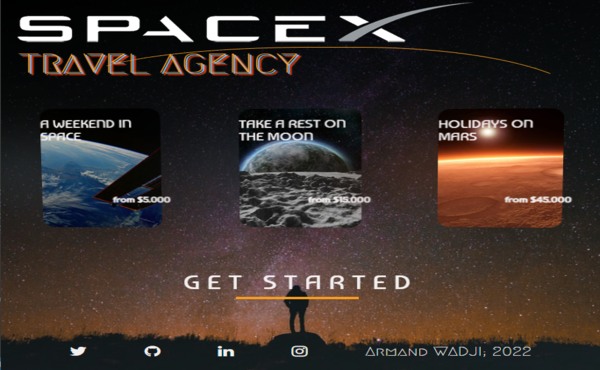 SPACEX
TRAVEL AGENCY
A WEEKEND IN
SPACE
from $5.000
TAKE A REST ON
THE MOON
from $15.000
HOLIDAYS ON
MARS
from $45.000
GET STARTED
Armand WADJI, 2022